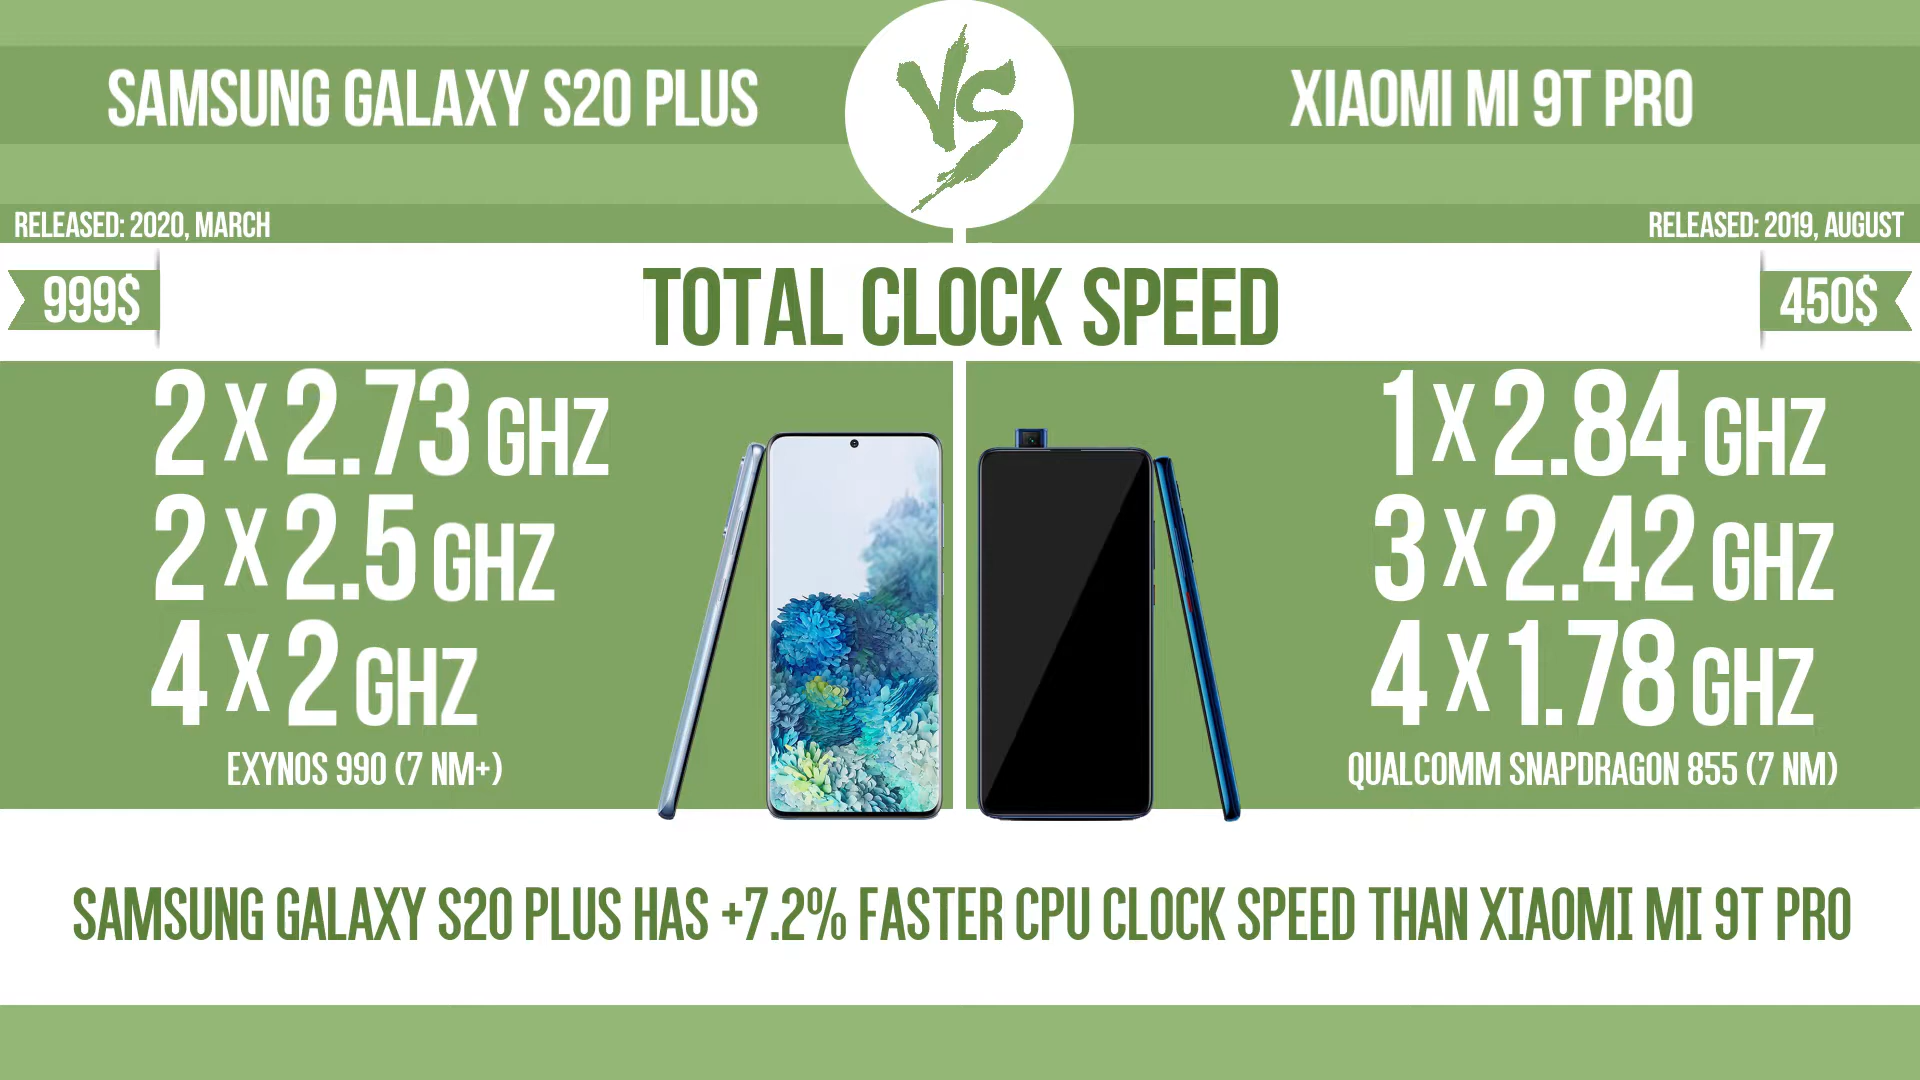 SAMSUNG GALAXY S20 PLUS
VS
XIAOMI MI 9T PRO
RELEASED: 2020, MARCH
RELEASED: 2019, AUGUST
999$
TOTAL CLOCK SPEED
450$
2 X 2.73 GHZ
2 X 2.5 GHZ
4 X 2 GHZ
EXYNOS 990 (7 NM+)
1 X 2.84 GHZ
3 X 2.42 GHZ
4 X 1.78 GHZ
QUALCOMM SNAPDRAGON 855 (7 NM)
SAMSUNG GALAXY S20 PLUS HAS +7.2% FASTER CPU CLOCK SPEED THAN XIAOMI MI 9T PRO